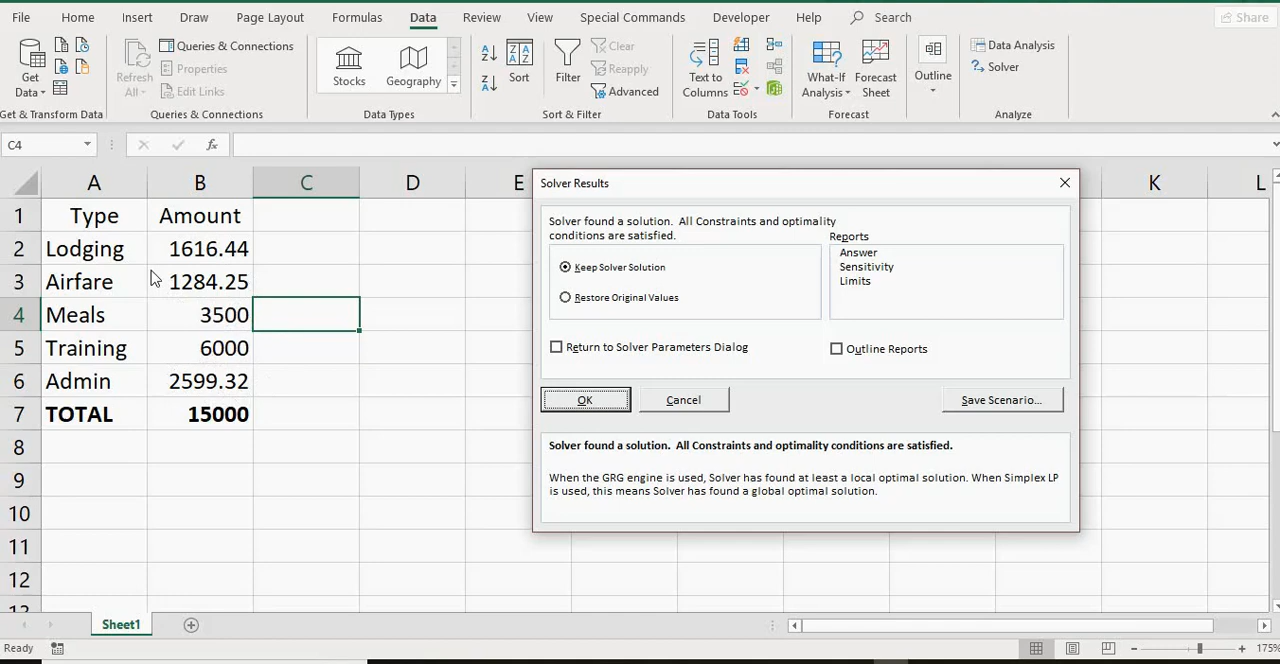 File Home Insert Draw Page Layout Formulas Data Review View Special Commands Developer Help Search Share
Get Data
Refresh All
Queries & Connections
Properties
Edit Links
Stocks Geography
Sort
Filter
Clear
Reapply
Advanced
Text to Columns
What-If Analysis
Forecast Sheet
Outline
Data Analysis
Solver
Get & Transform Data Queries & Connections Data Types Sort & Filter Data Tools Forecast Analyze
C4 fx
A B C D E K L
1 Type Amount
2 Lodging 1616.44
3 Airfare 1284.25
4 Meals 3500
5 Training 6000
6 Admin 2599.32
7 TOTAL 15000
8
9
10
11
12
Solver Results
Solver found a solution. All Constraints and optimality
conditions are satisfied.
Reports
Keep Solver Solution
Restore Original Values
Answer
Sensitivity
Limits
Return to Solver Parameters Dialog
Outline Reports
OK Cancel Save Scenario...
Solver found a solution. All Constraints and optimality conditions are satisfied.
When the GRG engine is used, Solver has found at least a local optimal solution. When Simplex LP
is used, this means Solver has found a global optimal solution.
Sheet1
Ready 175%